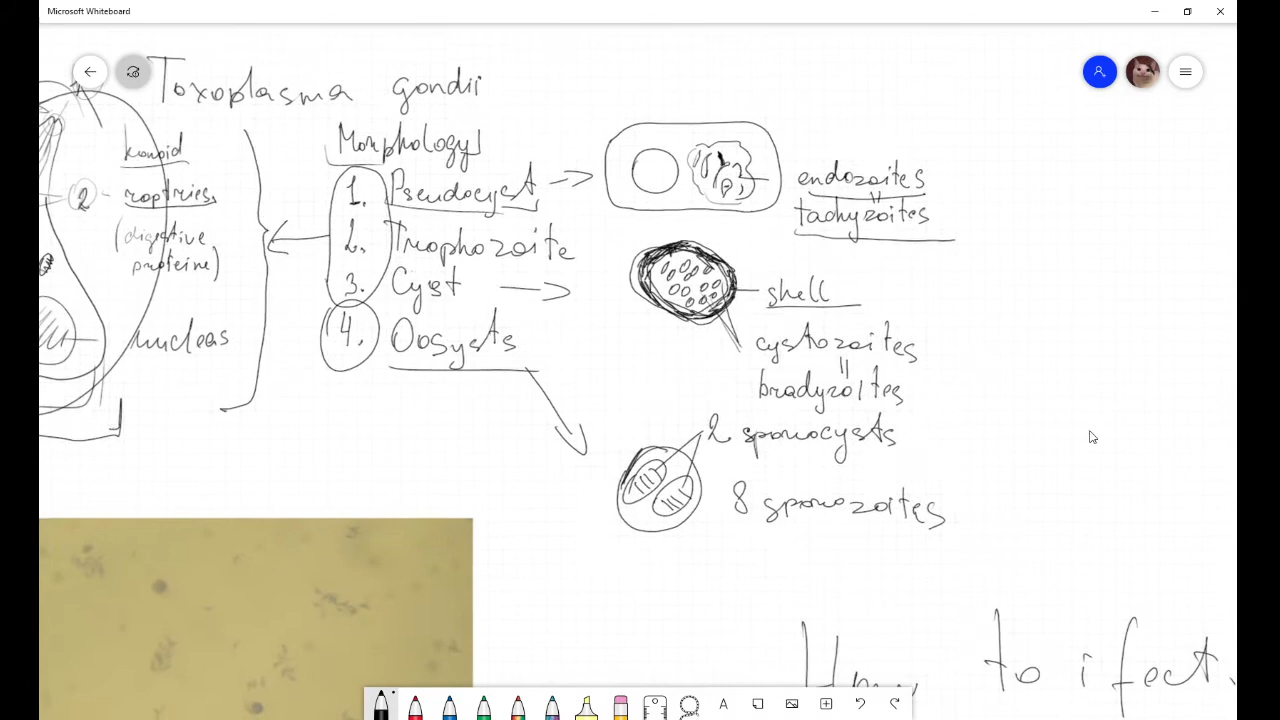 Microsoft Whiteboard
Toxoplasma gondii
Morphology
1. Pseudocyst
2. Trophozoite
3. Cyst
4. Oosysts
konoid
2 - roptries
(digestive
proteine)
nucleas
endozoites
=
tachyzoites
shell
cystozoites
=
bradyzoites
2 sporocysts
8 sporozoites
How to ifect.
A